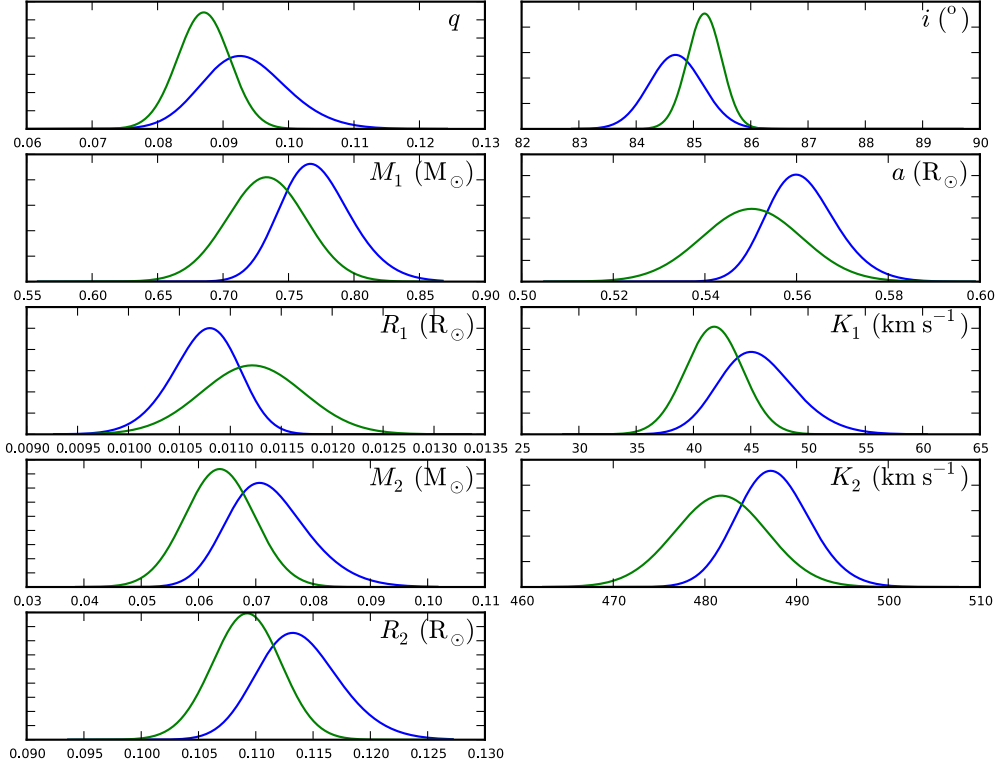 q
0.06 0.07 0.08 0.09 0.10 0.11 0.12 0.13
i (°)
82 83 84 85 86 87 88 89 90
M₁ (M☉)
0.55 0.60 0.65 0.70 0.75 0.80 0.85 0.90
a (R☉)
0.50 0.52 0.54 0.56 0.58 0.60
R₁ (R☉)
0.0090 0.0095 0.0100 0.0105 0.0110 0.0115 0.0120 0.0125 0.0130 0.0135
K₁ (km s⁻¹)
25 30 35 40 45 50 55 60 65
M₂ (M☉)
0.03 0.04 0.05 0.06 0.07 0.08 0.09 0.10 0.11
K₂ (km s⁻¹)
460 470 480 490 500 510
R₂ (R☉)
0.090 0.095 0.100 0.105 0.110 0.115 0.120 0.125 0.130